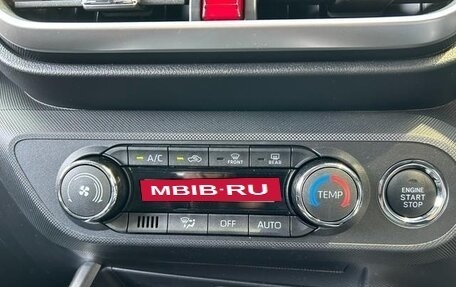 A/C
FRONT
REAR
MBIB·RU
TEMP
ENGINE
START
STOP
OFF
AUTO